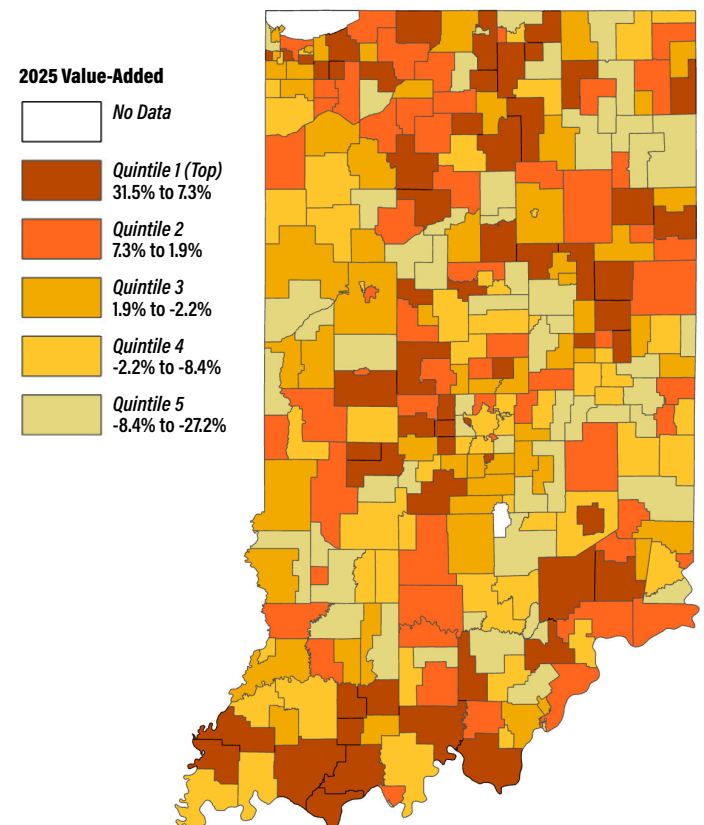 2025 Value-Added
No Data
Quintile 1 (Top)
31.5% to 7.3%
Quintile 2
7.3% to 1.9%
Quintile 3
1.9% to -2.2%
Quintile 4
-2.2% to -8.4%
Quintile 5
-8.4% to -27.2%